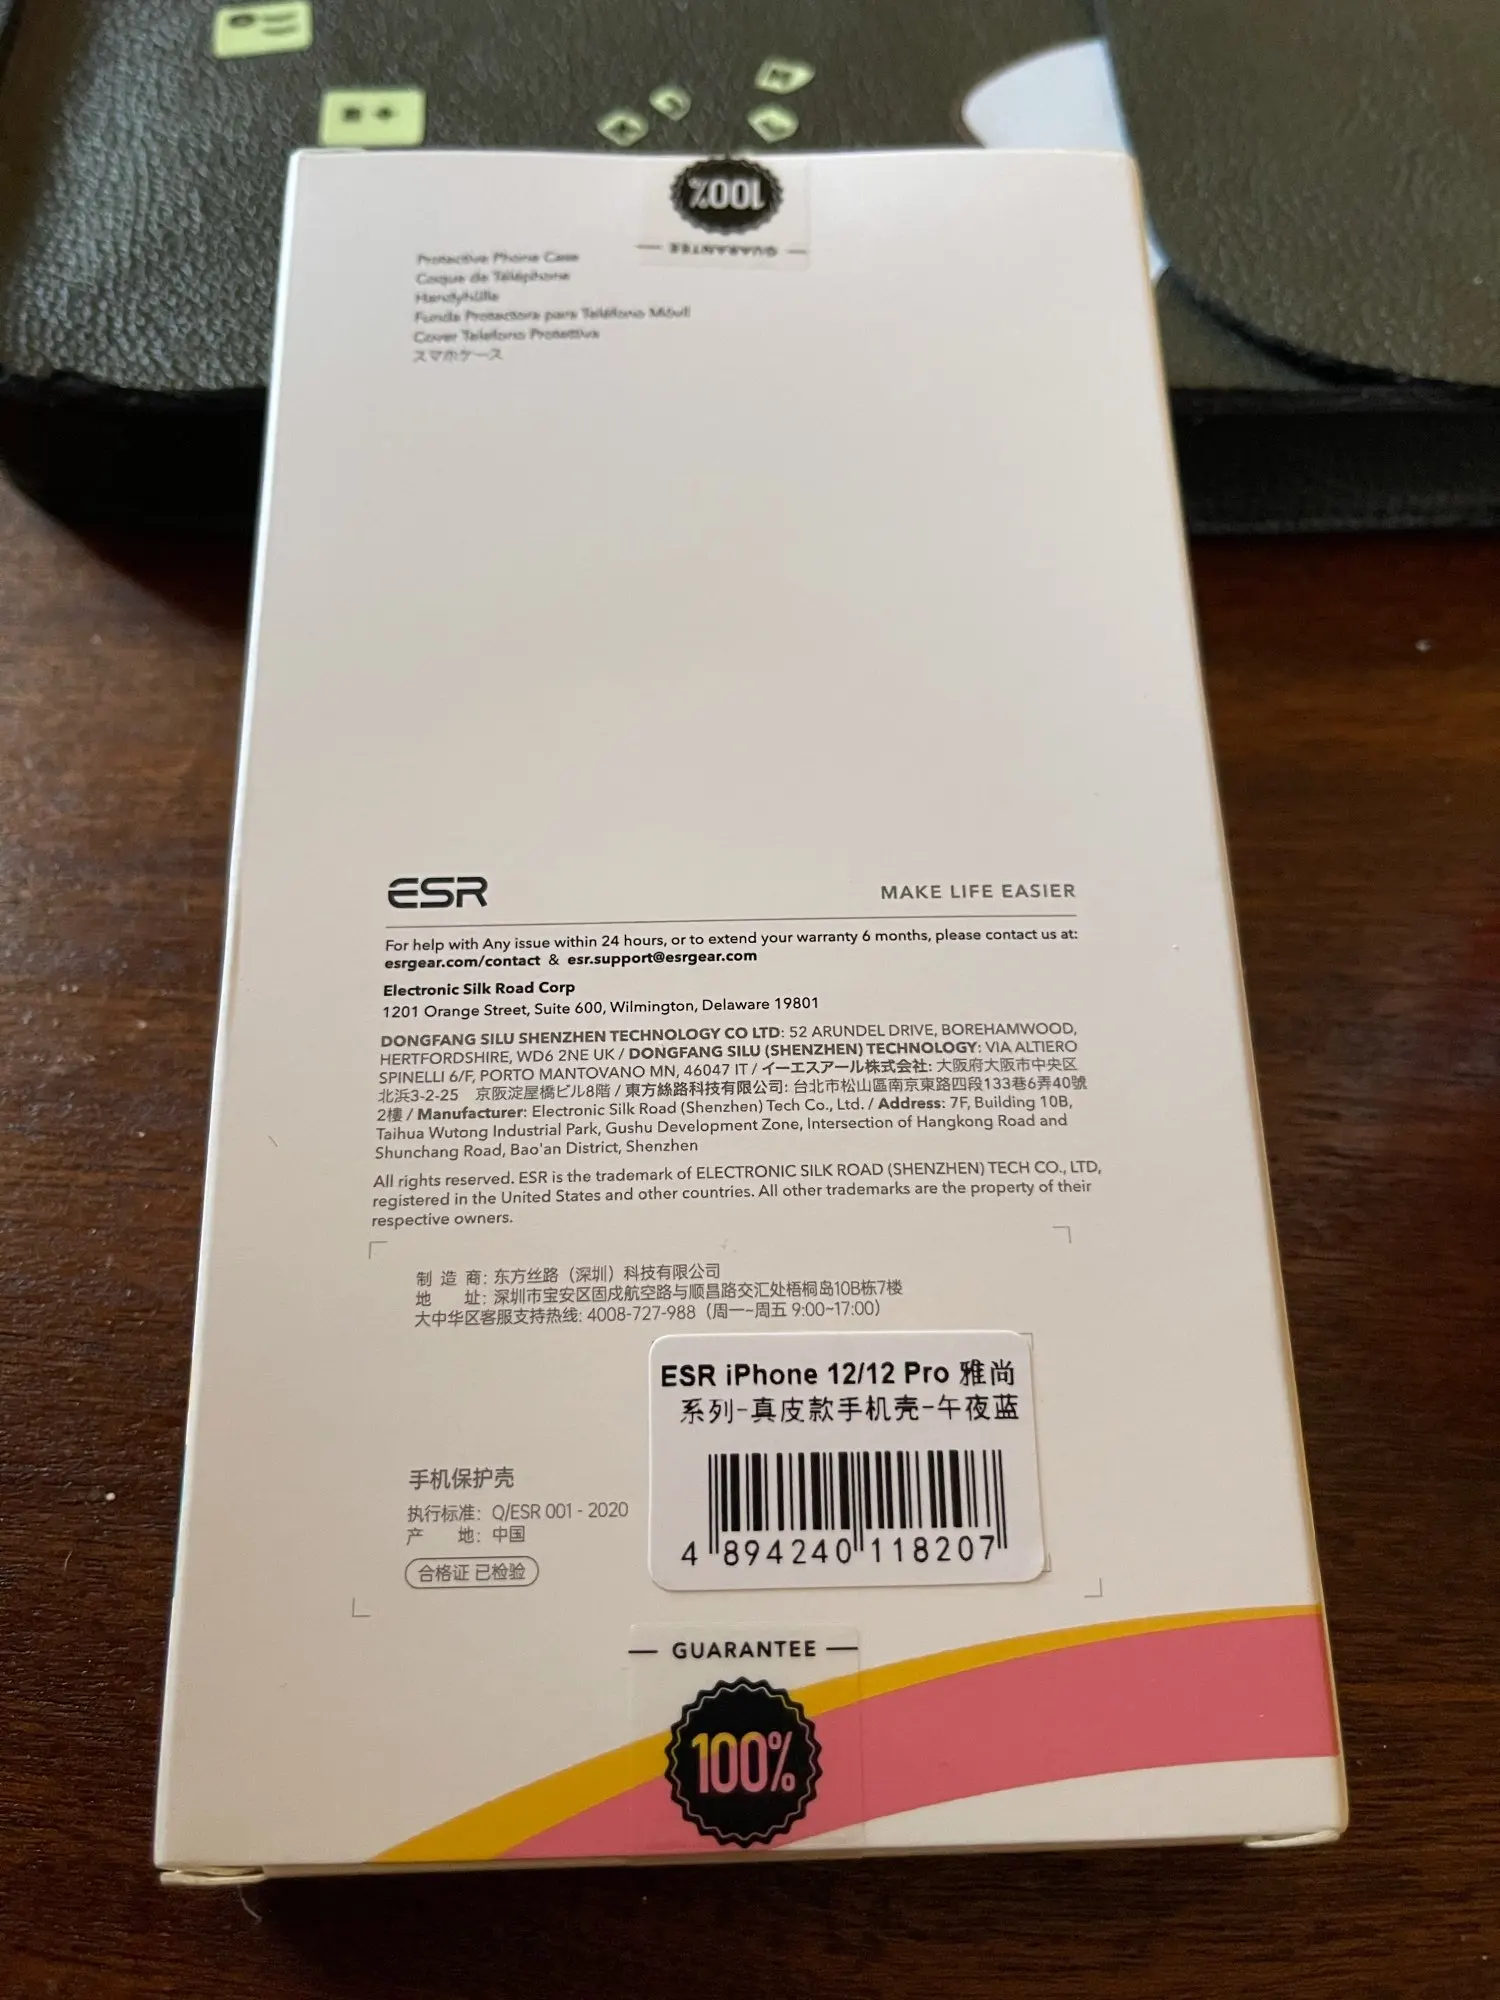 100%
GUARANTEE
Protective Phone Case
Coque de Téléphone
Handyhülle
Funda Protectora para Teléfono Móvil
Cover Telefono Protettiva
スマホケース
ESR
MAKE LIFE EASIER
For help with Any issue within 24 hours, or to extend your warranty 6 months, please contact us at:
esrgear.com/contact & esr.support@esrgear.com
Electronic Silk Road Corp
1201 Orange Street, Suite 600, Wilmington, Delaware 19801
DONGFANG SILU SHENZHEN TECHNOLOGY CO LTD: 52 ARUNDEL DRIVE, BOREHAMWOOD,
HERTFORDSHIRE, WD6 2NE UK / DONGFANG SILU (SHENZHEN) TECHNOLOGY: VIA ALTIERO
SPINELLI 6/F, PORTO MANTOVANO MN, 46047 IT / イーエスアール株式会社: 大阪府大阪市中央区
北浜3-2-25 京阪淀屋橋ビル8階 / 東方絲路科技有限公司: 台北市松山區南京東路四段133巷6弄40號
2樓 / Manufacturer: Electronic Silk Road (Shenzhen) Tech Co., Ltd. / Address: 7F, Building 10B,
Taihua Wutong Industrial Park, Gushu Development Zone, Intersection of Hangkong Road and
Shunchang Road, Bao'an District, Shenzhen
All rights reserved. ESR is the trademark of ELECTRONIC SILK ROAD (SHENZHEN) TECH CO., LTD,
registered in the United States and other countries. All other trademarks are the property of their
respective owners.
制 造 商: 东方丝路（深圳）科技有限公司
地 址: 深圳市宝安区固戍航空路与顺昌路交汇处梧桐岛10B栋7楼
大中华区客服支持热线: 4008-727-988（周一~周五 9:00~17:00）
ESR iPhone 12/12 Pro 雅尚
系列-真皮款手机壳-午夜蓝
4 894240 118207
手机保护壳
执行标准: Q/ESR 001 - 2020
产 地: 中国
合格证 已检验
GUARANTEE
100%